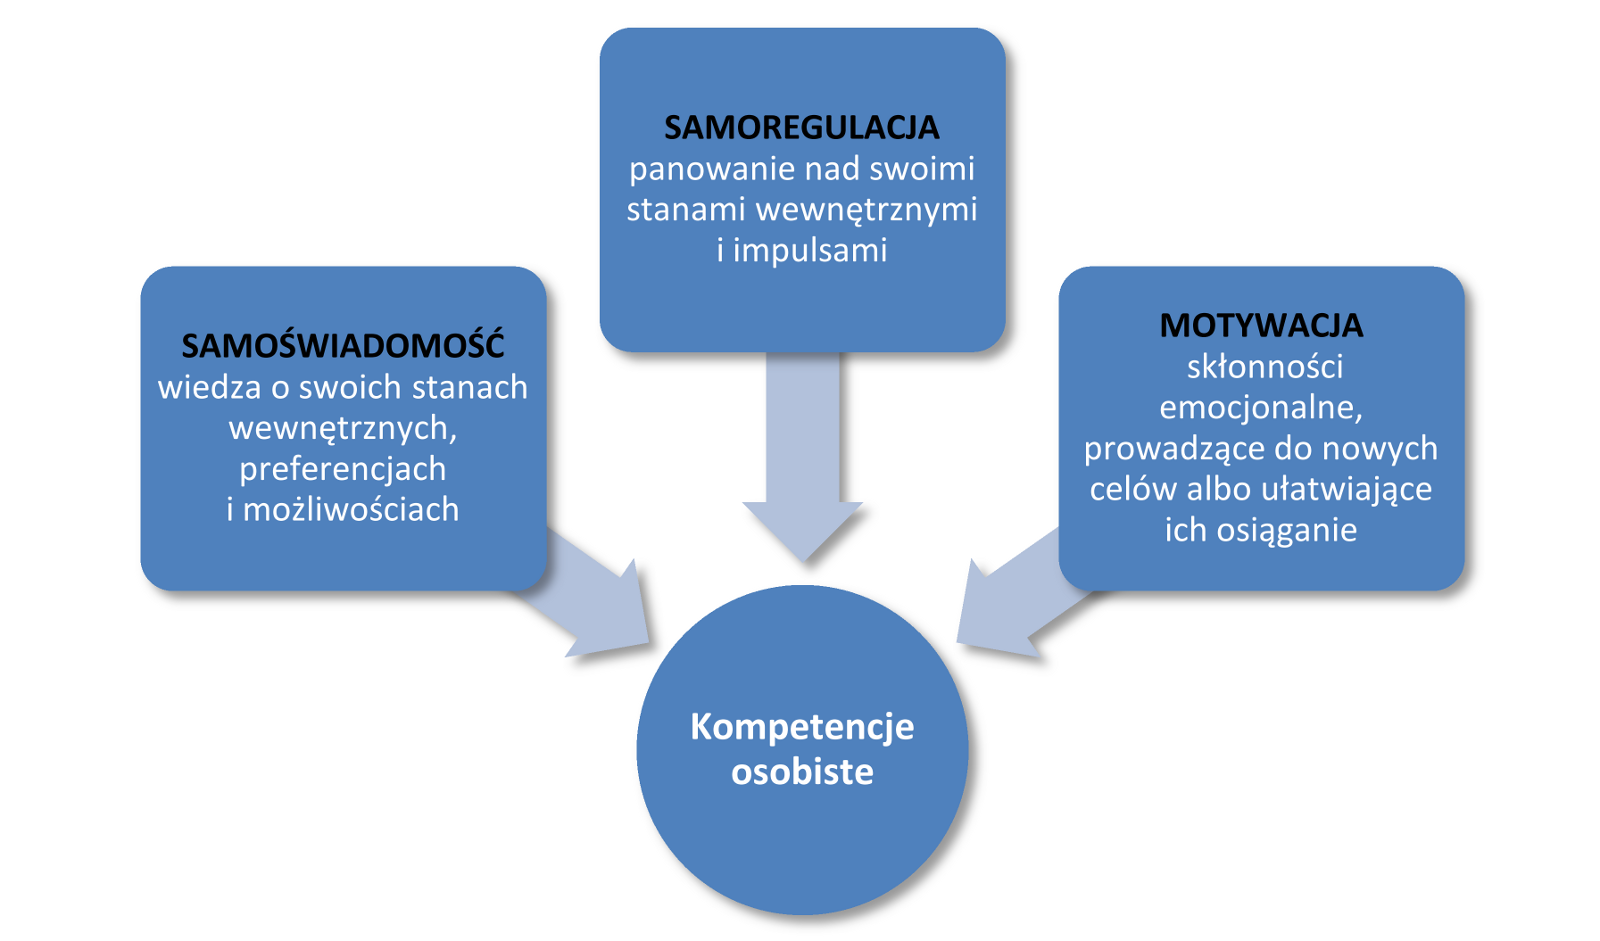 SAMOREGULACJA
panowanie nad swoimi
stanami wewnętrznymi
i impulsami
SAMOŚWIADOMOŚĆ
wiedza o swoich stanach
wewnętrznych,
preferencjach
i możliwościach
MOTYWACJA
skłonności
emocjonalne,
prowadzące do nowych
celów albo ułatwiające
ich osiąganie
Kompetencje
osobiste